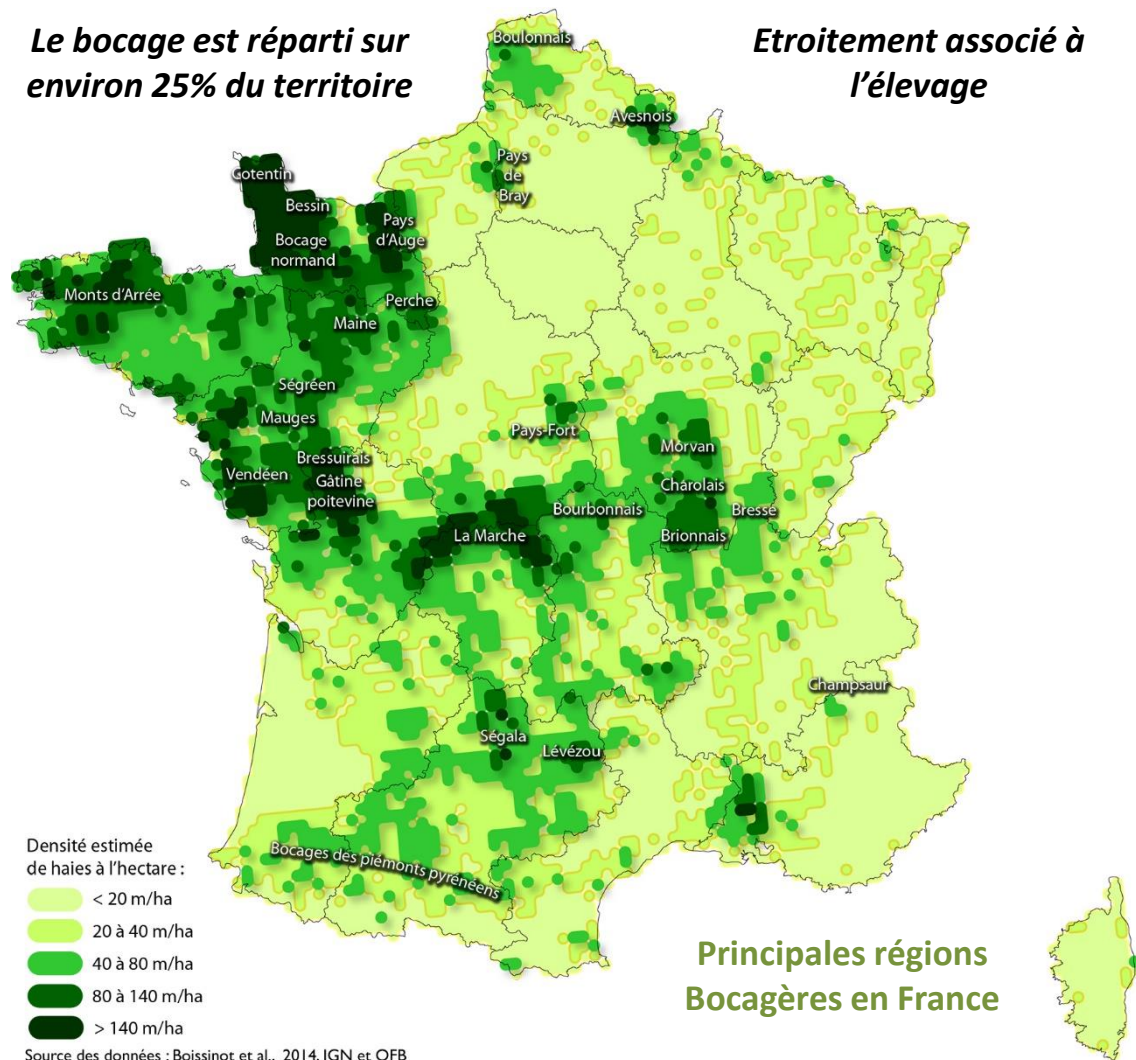 Le bocage est réparti sur
environ 25% du territoire
Etroitement associé à
l'élevage
Boulonnais
Avesnois
Pays
de
Bray
Cotentin
Bessin
Pays
d'Auge
Bocage
normand
Monts d'Arrée
Perche
Maine
Ségréen
Mauges
Pays-Fort
Morvan
Bressuirais
Vendéen
Gâtine
poitevine
Charolais
Bourbonnais
Bresse
La Marche
Brionnais
Champsaur
Ségala
Lévézou
Bocages des piémonts pyrénéens
Densité estimée
de haies à l'hectare :
< 20 m/ha
20 à 40 m/ha
40 à 80 m/ha
80 à 140 m/ha
> 140 m/ha
Principales régions
Bocagères en France
Source des données : Boissinot et al., 2014, IGN et OFB